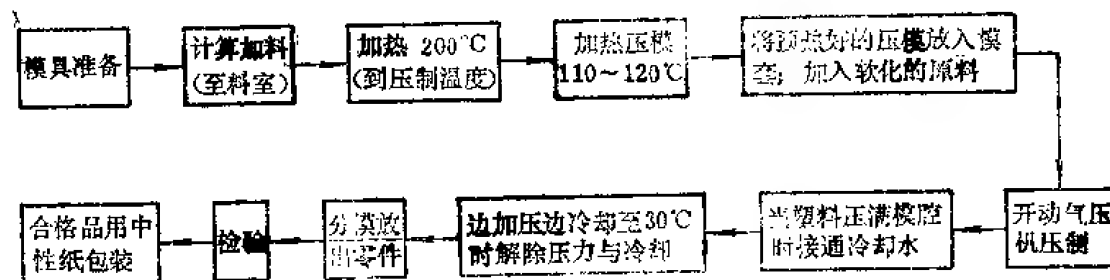 模具准备
计算加料
(至料室)
加热 200℃
(到压制温度)
加热压模
110~120℃
将预热好的压模放入模
套；加入软化的原料
开动气压
机压制
当塑料压满模腔
时接通冷却水
边加压边冷却至30℃
时解除压力与冷却
分模放
出零件
检验
合格品用中
性纸包装